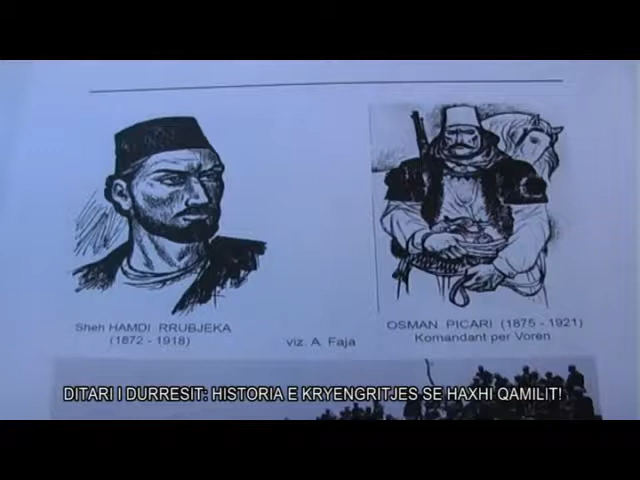 Sheh HAMDI RRUBJEKA
(1872 - 1918)
viz. A. Faja
OSMAN PICARI (1875 - 1921)
Komandant per Voren
DITARI I DURRESIT: HISTORIA E KRYENGRITJES SE HAXHI QAMILIT!